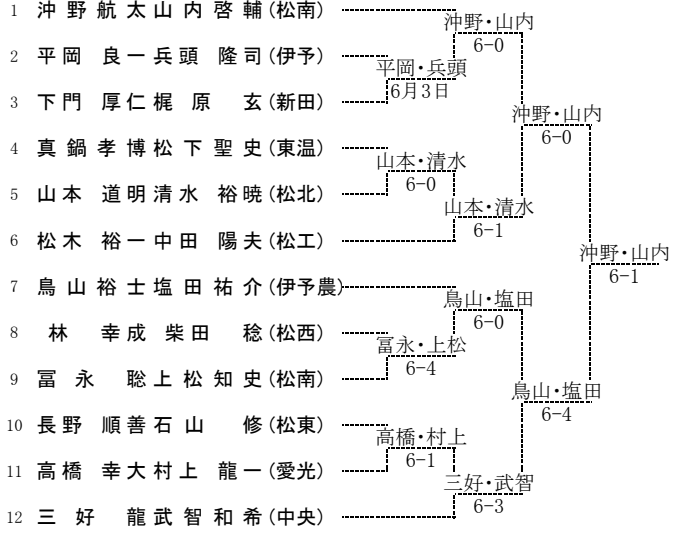 1 沖野航太山内啓輔(松南)
2 平岡良一兵頭隆司(伊予)
3 下門厚仁梶原玄(新田)
4 真鍋孝博松下聖史(東温)
5 山本道明清水裕暁(松北)
6 松木裕一中田陽夫(松工)
7 鳥山裕士塩田祐介(伊予農)
8 林幸成柴田稔(松西)
9 冨永聡上松知史(松南)
10 長野順善石山修(松東)
11 高橋幸大村上龍一(愛光)
12 三好龍武智和希(中央)
平岡・兵頭
6月3日
山本・清水
6-0
冨永・上松
6-4
高橋・村上
6-1
沖野・山内
6-0
山本・清水
6-1
鳥山・塩田
6-0
三好・武智
6-3
沖野・山内
6-0
鳥山・塩田
6-4
沖野・山内
6-1